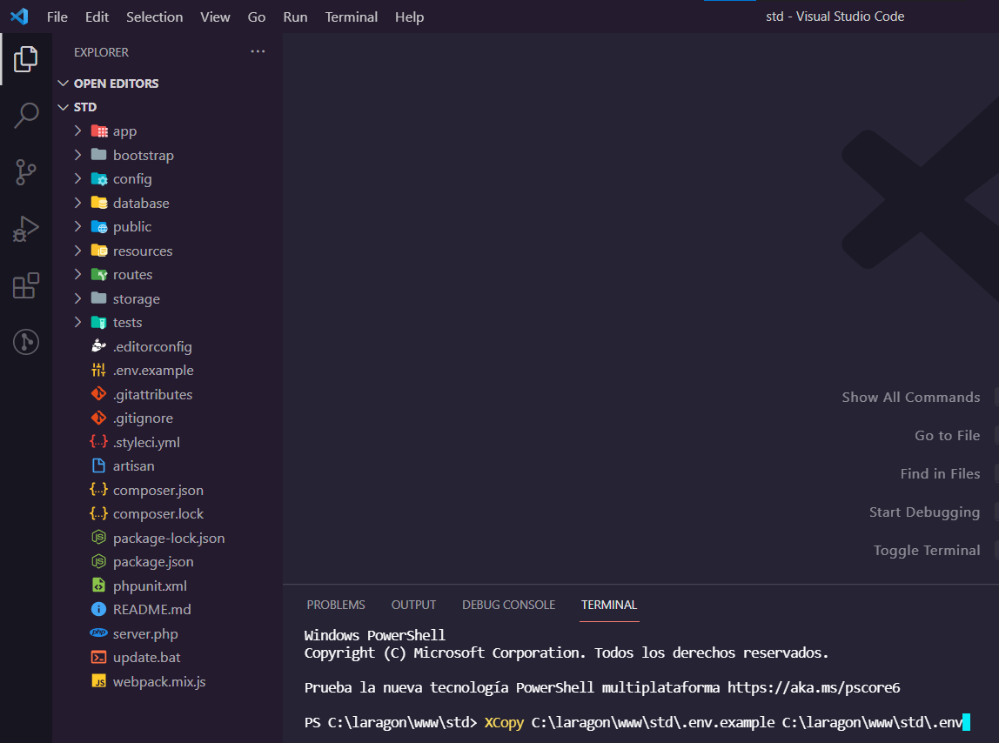 File Edit Selection View Go Run Terminal Help
std - Visual Studio Code
EXPLORER
OPEN EDITORS
STD
app
bootstrap
config
database
public
resources
routes
storage
tests
.editorconfig
.env.example
.gitattributes
.gitignore
.styleci.yml
artisan
composer.json
composer.lock
package-lock.json
package.json
phpunit.xml
README.md
server.php
update.bat
webpack.mix.js
Show All Commands
Go to File
Find in Files
Start Debugging
Toggle Terminal
PROBLEMS OUTPUT DEBUG CONSOLE TERMINAL
Windows PowerShell
Copyright (C) Microsoft Corporation. Todos los derechos reservados.
Prueba la nueva tecnología PowerShell multiplataforma https://aka.ms/pscore6
PS C:\laragon\www\std> XCopy C:\laragon\www\std\.env.example C:\laragon\www\std\.env